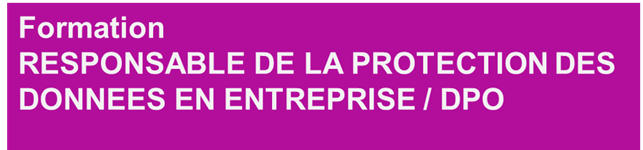 Formation
RESPONSABLE DE LA PROTECTION DES
DONNEES EN ENTREPRISE / DPO